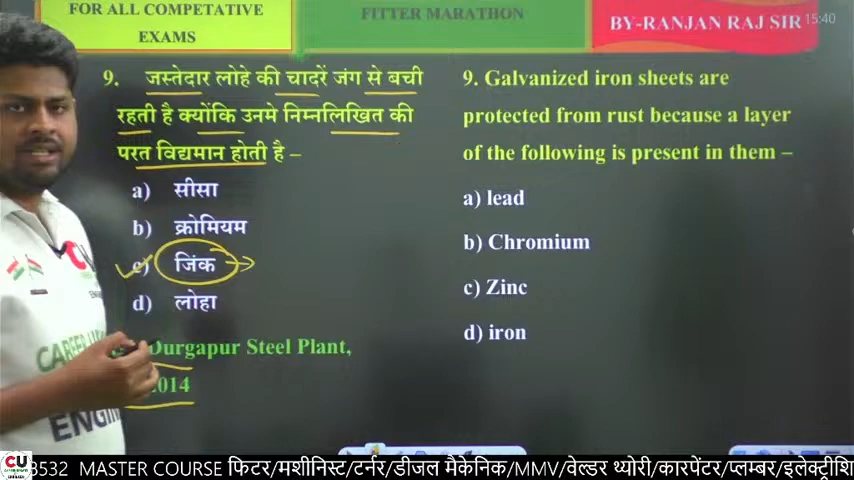 FOR ALL COMPETATIVE
EXAMS
FITTER MARATHON
BY-RANJAN RAJ SIR
15:40
9. जस्तेदार लोहे की चादरें जंग से बची
रहती है क्योंकि उनमे निम्नलिखित की
परत विद्यमान होती है –
a) सीसा
b) क्रोमियम
c) जिंक
d) लोहा
Durgapur Steel Plant,
2014
9. Galvanized iron sheets are
protected from rust because a layer
of the following is present in them –
a) lead
b) Chromium
c) Zinc
d) iron
CAREER
ENGIN
CU
8532 MASTER COURSE फिटर/मशीनिस्ट/टर्नर/डीजल मैकेनिक/MMV/वेल्डर थ्योरी/कारपेंटर/प्लम्बर/इलेक्ट्रीशि